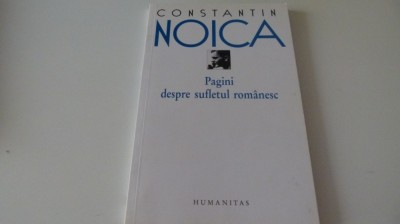 CONSTANTIN
NOICA
Pagini
despre sufletul românesc
HUMANITAS